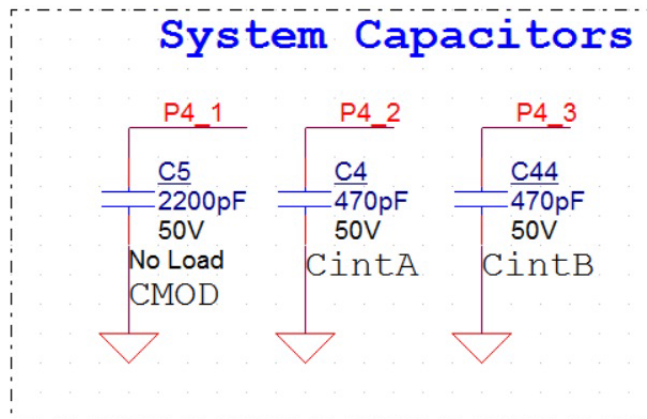 System Capacitors
P4_1
C5
2200pF
50V
No Load
CMOD
P4_2
C4
470pF
50V
CintA
P4_3
C44
470pF
50V
CintB